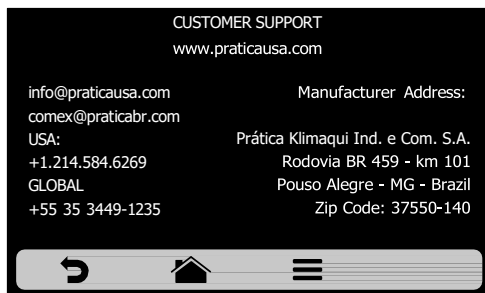 CUSTOMER SUPPORT
www.praticausa.com
info@praticausa.com
comex@praticabr.com
USA:
+1.214.584.6269
GLOBAL
+55 35 3449-1235
Manufacturer Address:
Prática Klimaqui Ind. e Com. S.A.
Rodovia BR 459 - km 101
Pouso Alegre - MG - Brazil
Zip Code: 37550-140